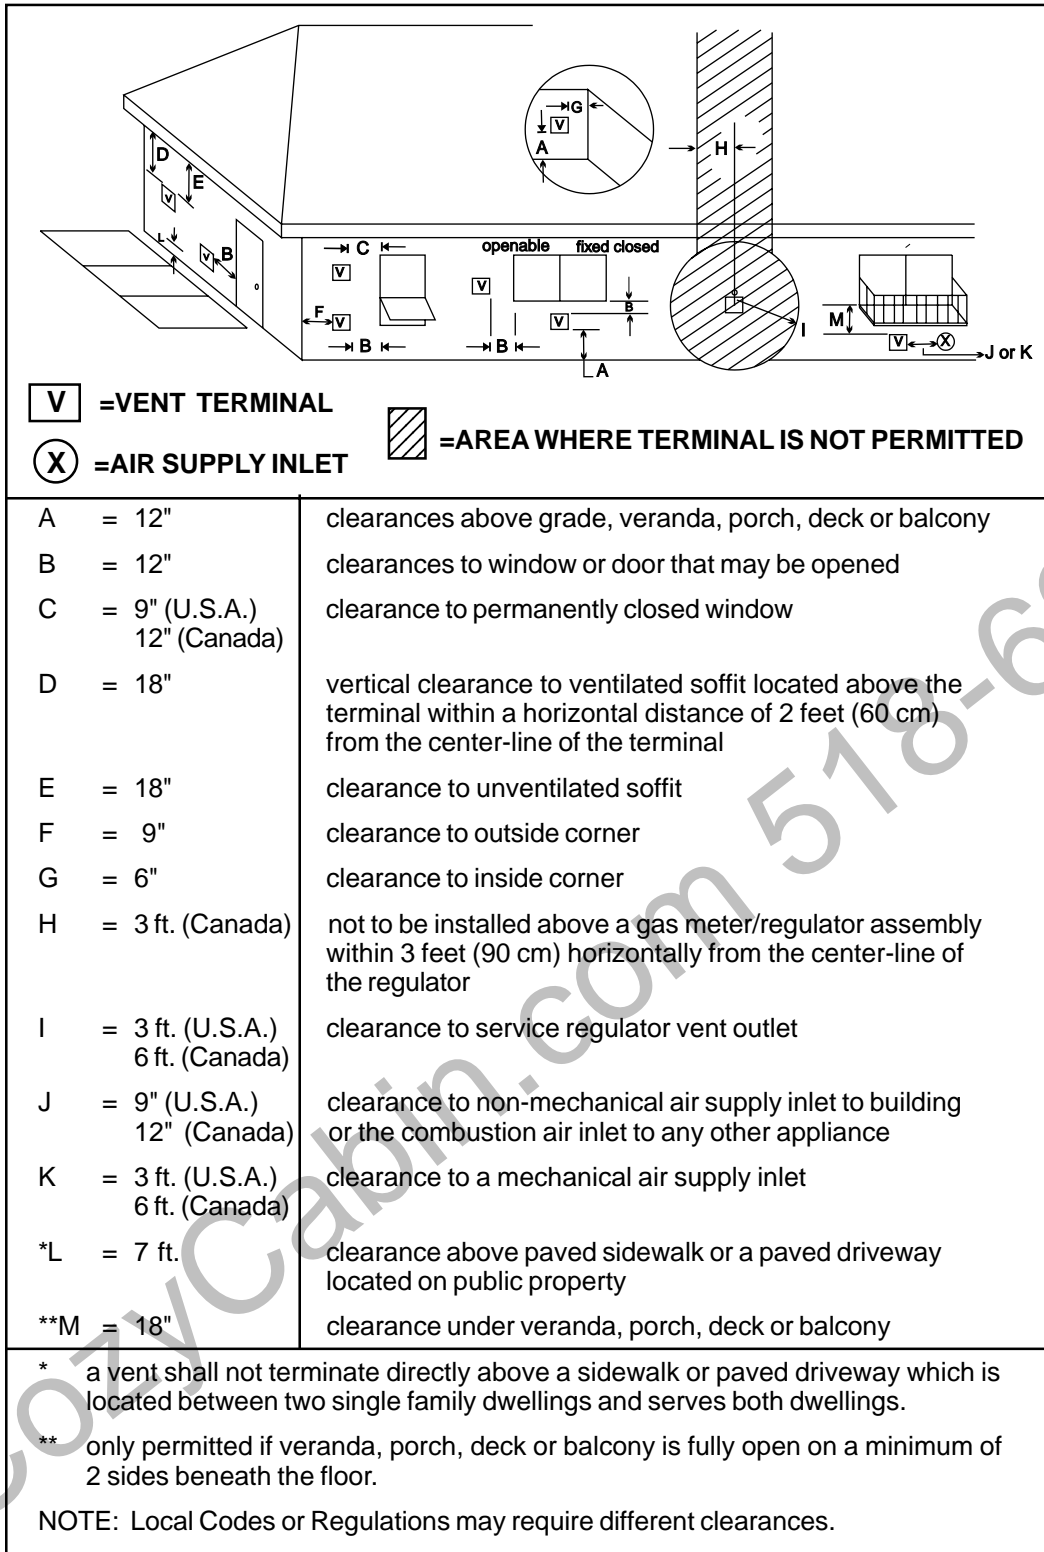 D
E
V
L
V
B
G
V
A
H
C
V
F
V
B
openable fixed closed
V
B
B
V
A
I
M
V
X
J or K
V =VENT TERMINAL
X =AIR SUPPLY INLET
=AREA WHERE TERMINAL IS NOT PERMITTED
A = 12" clearances above grade, veranda, porch, deck or balcony
B = 12" clearances to window or door that may be opened
C = 9" (U.S.A.) clearance to permanently closed window
12" (Canada)
D = 18" vertical clearance to ventilated soffit located above the
terminal within a horizontal distance of 2 feet (60 cm)
from the center-line of the terminal
E = 18" clearance to unventilated soffit
F = 9" clearance to outside corner
G = 6" clearance to inside corner
H = 3 ft. (Canada) not to be installed above a gas meter/regulator assembly
within 3 feet (90 cm) horizontally from the center-line of
the regulator
I = 3 ft. (U.S.A.) clearance to service regulator vent outlet
6 ft. (Canada)
J = 9" (U.S.A.) clearance to non-mechanical air supply inlet to building
12" (Canada) or the combustion air inlet to any other appliance
K = 3 ft. (U.S.A.) clearance to a mechanical air supply inlet
6 ft. (Canada)
*L = 7 ft. clearance above paved sidewalk or a paved driveway
located on public property
**M = 18" clearance under veranda, porch, deck or balcony
* a vent shall not terminate directly above a sidewalk or paved driveway which is
located between two single family dwellings and serves both dwellings.
** only permitted if veranda, porch, deck or balcony is fully open on a minimum of
2 sides beneath the floor.
NOTE: Local Codes or Regulations may require different clearances.
CozyCabin.com 518-6